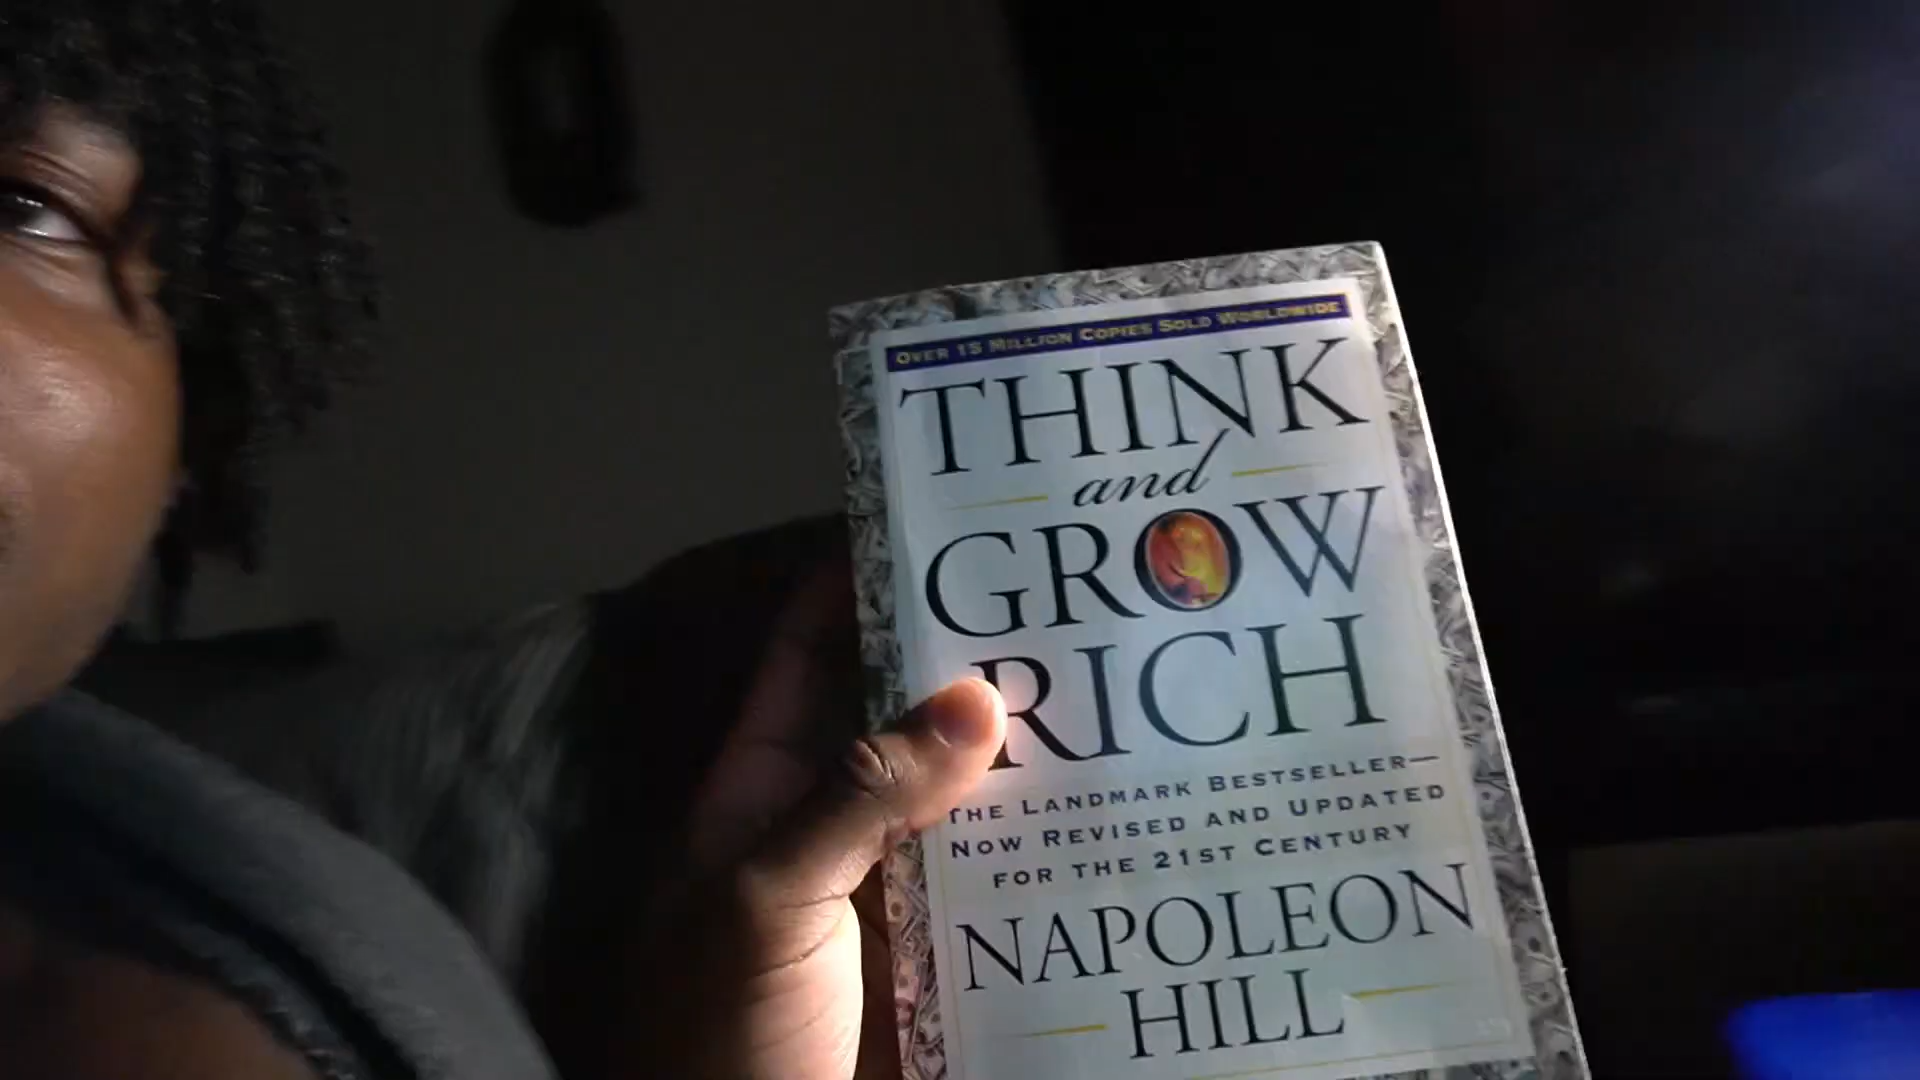 OVER 15 MILLION COPIES SOLD WORLDWIDE
THINK
and
GROW
RICH
THE LANDMARK BESTSELLER—
NOW REVISED AND UPDATED
FOR THE 21ST CENTURY
NAPOLEON
HILL